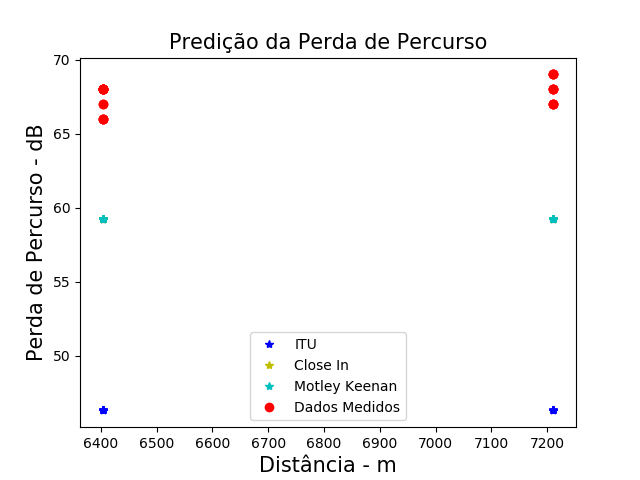 Predição da Perda de Percurso
Perda de Percurso - dB
70
65
60
55
50
ITU
Close In
Motley Keenan
Dados Medidos
6400 6500 6600 6700 6800 6900 7000 7100 7200
Distância - m